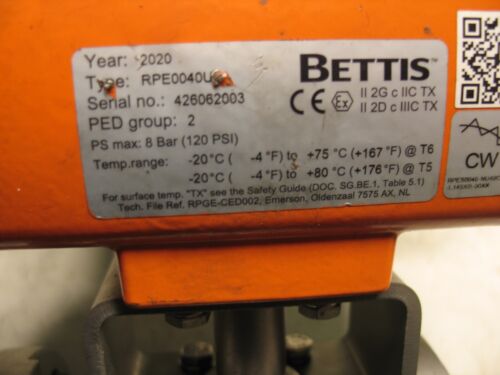 Year: 2020
Type: RPE0040U
Serial no.: 426062003
PED group: 2
PS max: 8 Bar (120 PSI)
Temp.range: -20°C ( -4 °F) to +75 °C (+167 °F) @ T6
-20°C ( -4 °F) to +80 °C (+176 °F) @ T5
For surface temp. "TX" see the Safety Guide (DOC. SG.BE.1, Table 5.1)
Tech. File Ref. RPGE-CED002, Emerson, Oldenzaal 7575 AX, NL
BETTIS™
CE Ex II 2G c IIC TX
II 2D c IIIC TX
CW